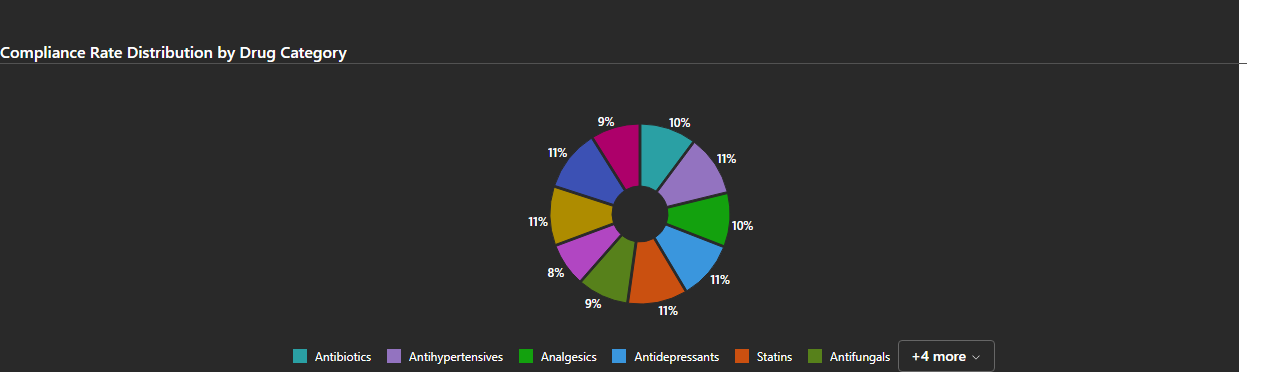 Compliance Rate Distribution by Drug Category
9%
10%
11%
11%
11%
10%
8%
11%
9%
11%
Antibiotics
Antihypertensives
Analgesics
Antidepressants
Statins
Antifungals
+4 more